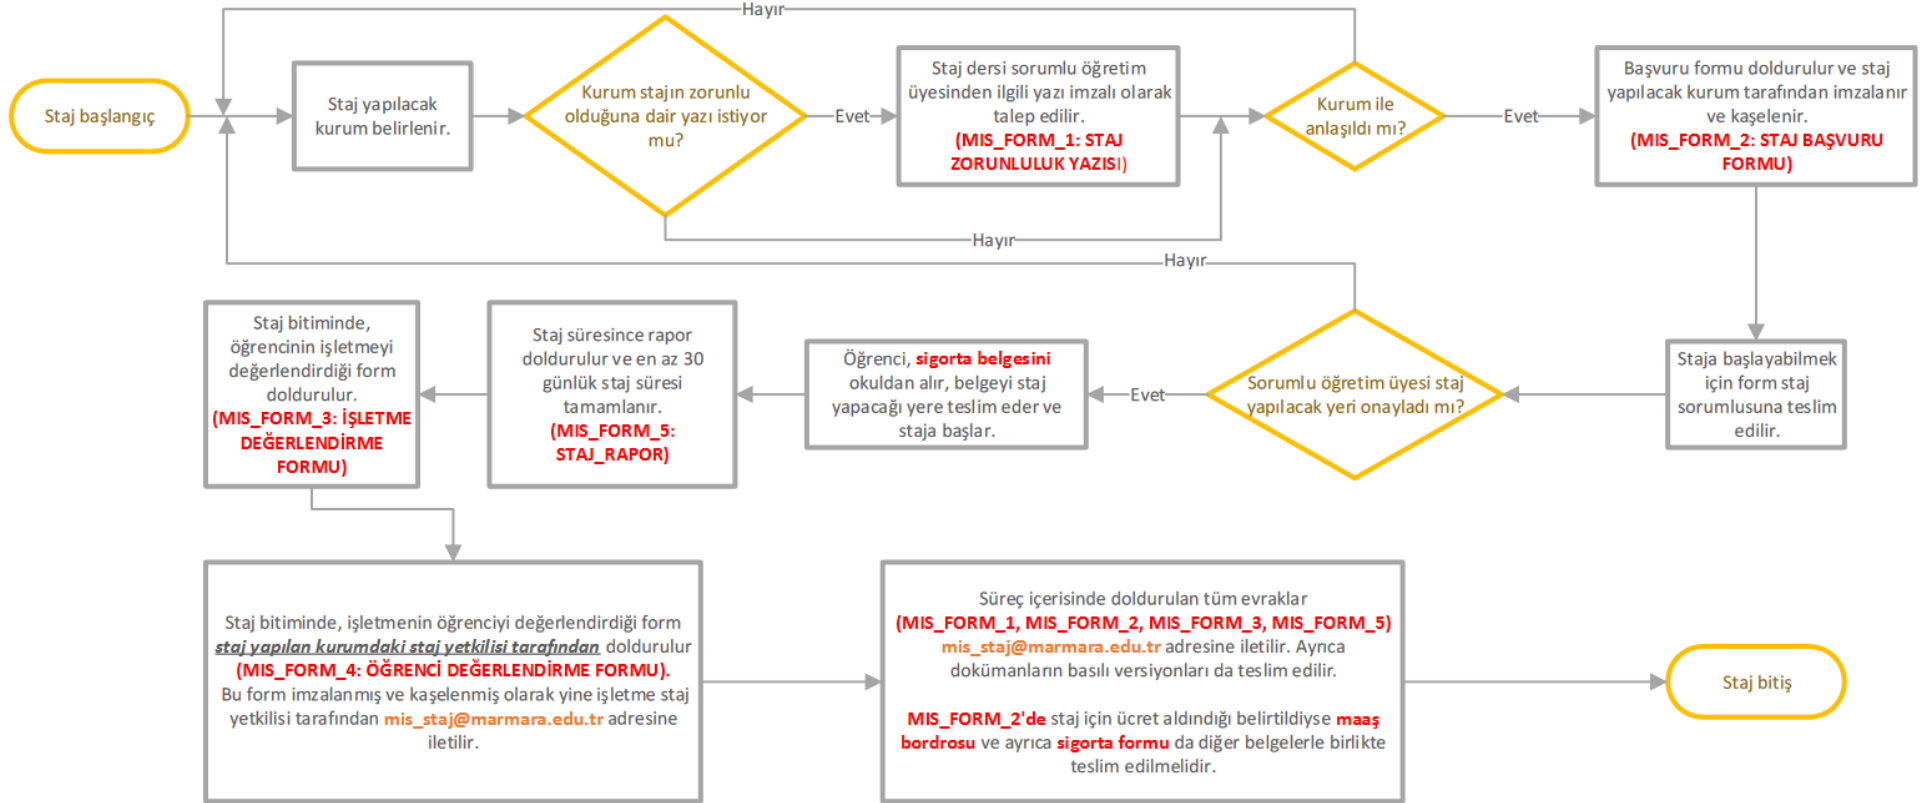 Hayır
Staj başlangıç
Staj yapılacak
kurum belirlenir.
Kurum stajın zorunlu
olduğuna dair yazı istiyor
mu?
Evet
Staj dersi sorumlu öğretim
üyesinden ilgili yazı imzalı olarak
talep edilir.
(MIS_FORM_1: STAJ
ZORUNLULUK YAZISI)
Kurum ile
anlaşıldı mı?
Evet
Başvuru formu doldurulur ve staj
yapılacak kurum tarafından imzalanır
ve kaşelenir.
(MIS_FORM_2: STAJ BAŞVURU
FORMU)
Hayır
Hayır
Staja başlayabilmek
için form staj
sorumlusuna teslim
edilir.
Sorumlu öğretim üyesi staj
yapılacak yeri onayladı mı?
Evet
Öğrenci, sigorta belgesini
okuldan alır, belgeyi staj
yapacağı yere teslim eder ve
staja başlar.
Staj süresince rapor
doldurulur ve en az 30
günlük staj süresi
tamamlanır.
(MIS_FORM_5:
STAJ_RAPOR)
Staj bitiminde,
öğrencinin işletmeyi
değerlendirdiği form
doldurulur.
(MIS_FORM_3: İŞLETME
DEĞERLENDİRME
FORMU)
Staj bitiminde, işletmenin öğrenciyi değerlendirdiği form
staj yapılan kurumdaki staj yetkilisi tarafından doldurulur
(MIS_FORM_4: ÖĞRENCİ DEĞERLENDİRME FORMU).
Bu form imzalanmış ve kaşelenmiş olarak yine işletme staj
yetkilisi tarafından mis_staj@marmara.edu.tr adresine
iletilir.
Süreç içerisinde doldurulan tüm evraklar
(MIS_FORM_1, MIS_FORM_2, MIS_FORM_3, MIS_FORM_5)
mis_staj@marmara.edu.tr adresine iletilir. Ayrıca
dokümanların basılı versiyonları da teslim edilir.
MIS_FORM_2'de staj için ücret aldındığı belirtildiyse maaş
bordrosu ve ayrıca sigorta formu da diğer belgelerle birlikte
teslim edilmelidir.
Staj bitiş